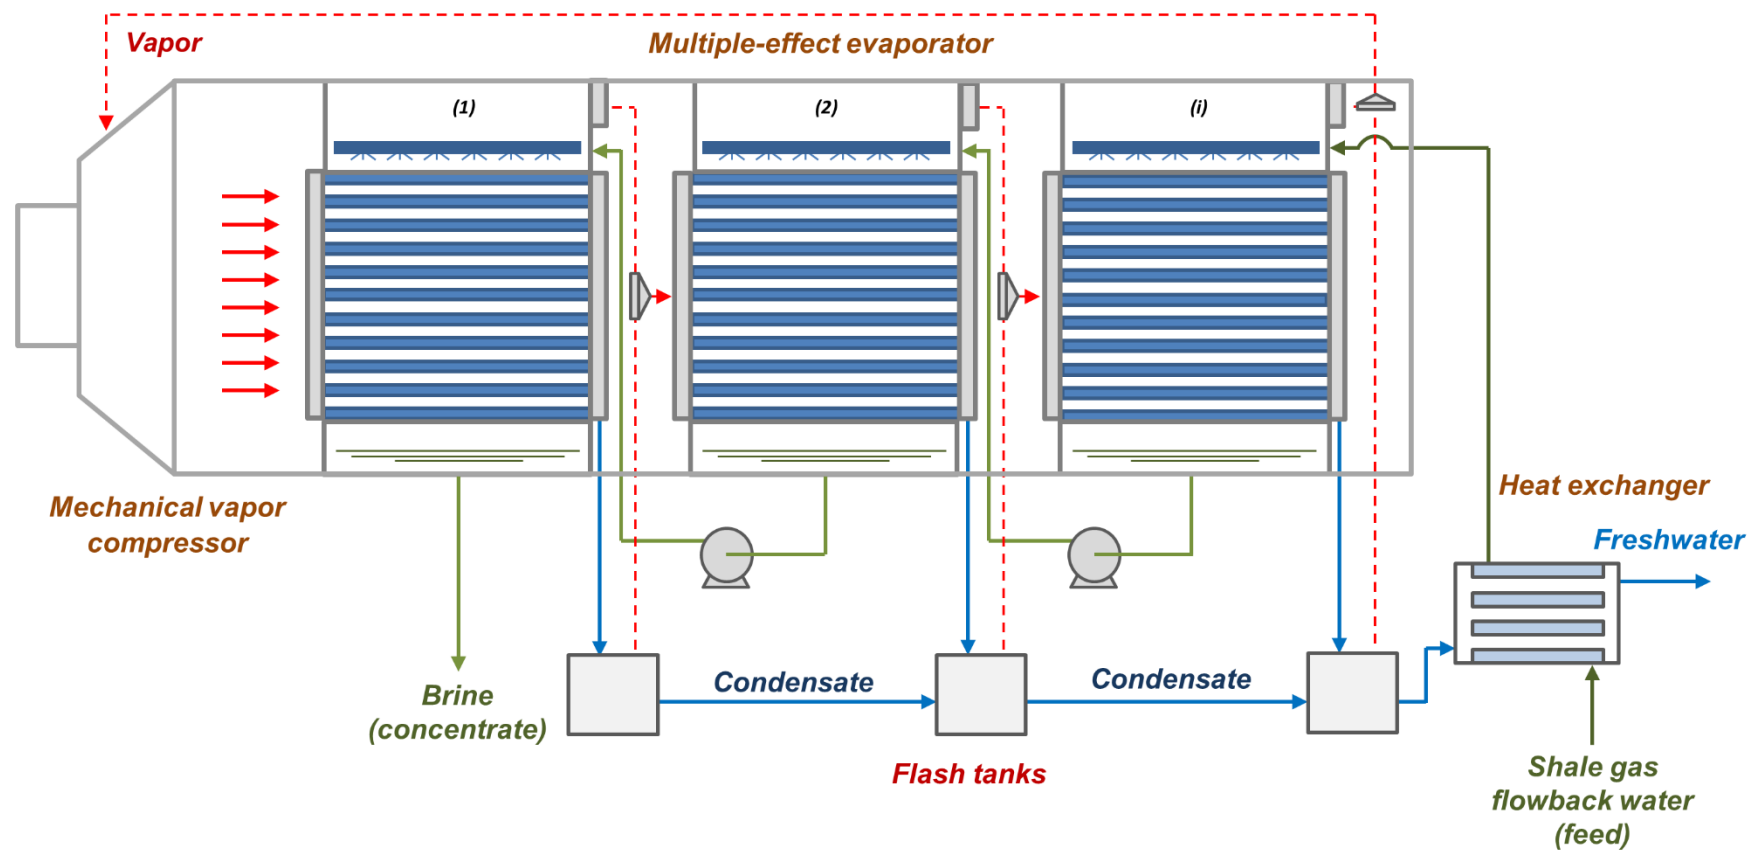 Vapor
Multiple-effect evaporator
(1)
(2)
(i)
Mechanical vapor
compressor
Heat exchanger
Freshwater
Brine
(concentrate)
Condensate
Condensate
Flash tanks
Shale gas
flowback water
(feed)